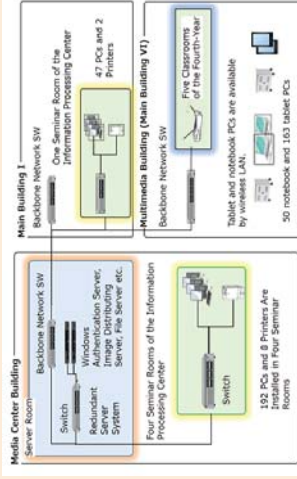 Media Center Building
Server Room
Backbone Network SW
Switch
Windows
Authentication Server,
Image Distributing
Server, File Server etc.
Redundant
Server
System
Four Seminar Rooms of the Information
Processing Center
Switch
192 PCs and 8 Printers Are
Installed in Four Seminar
Rooms
Main Building I
Backbone Network SW
One Seminar Room of the
Information Processing Center
47 PCs and 2
Printers
Multimedia Building (Main Building VI)
Backbone Network SW
Five Classrooms
of the Fourth-Year
Tablet and notebook PCs are available
by wireless LAN.
50 notebook and 163 tablet PCs